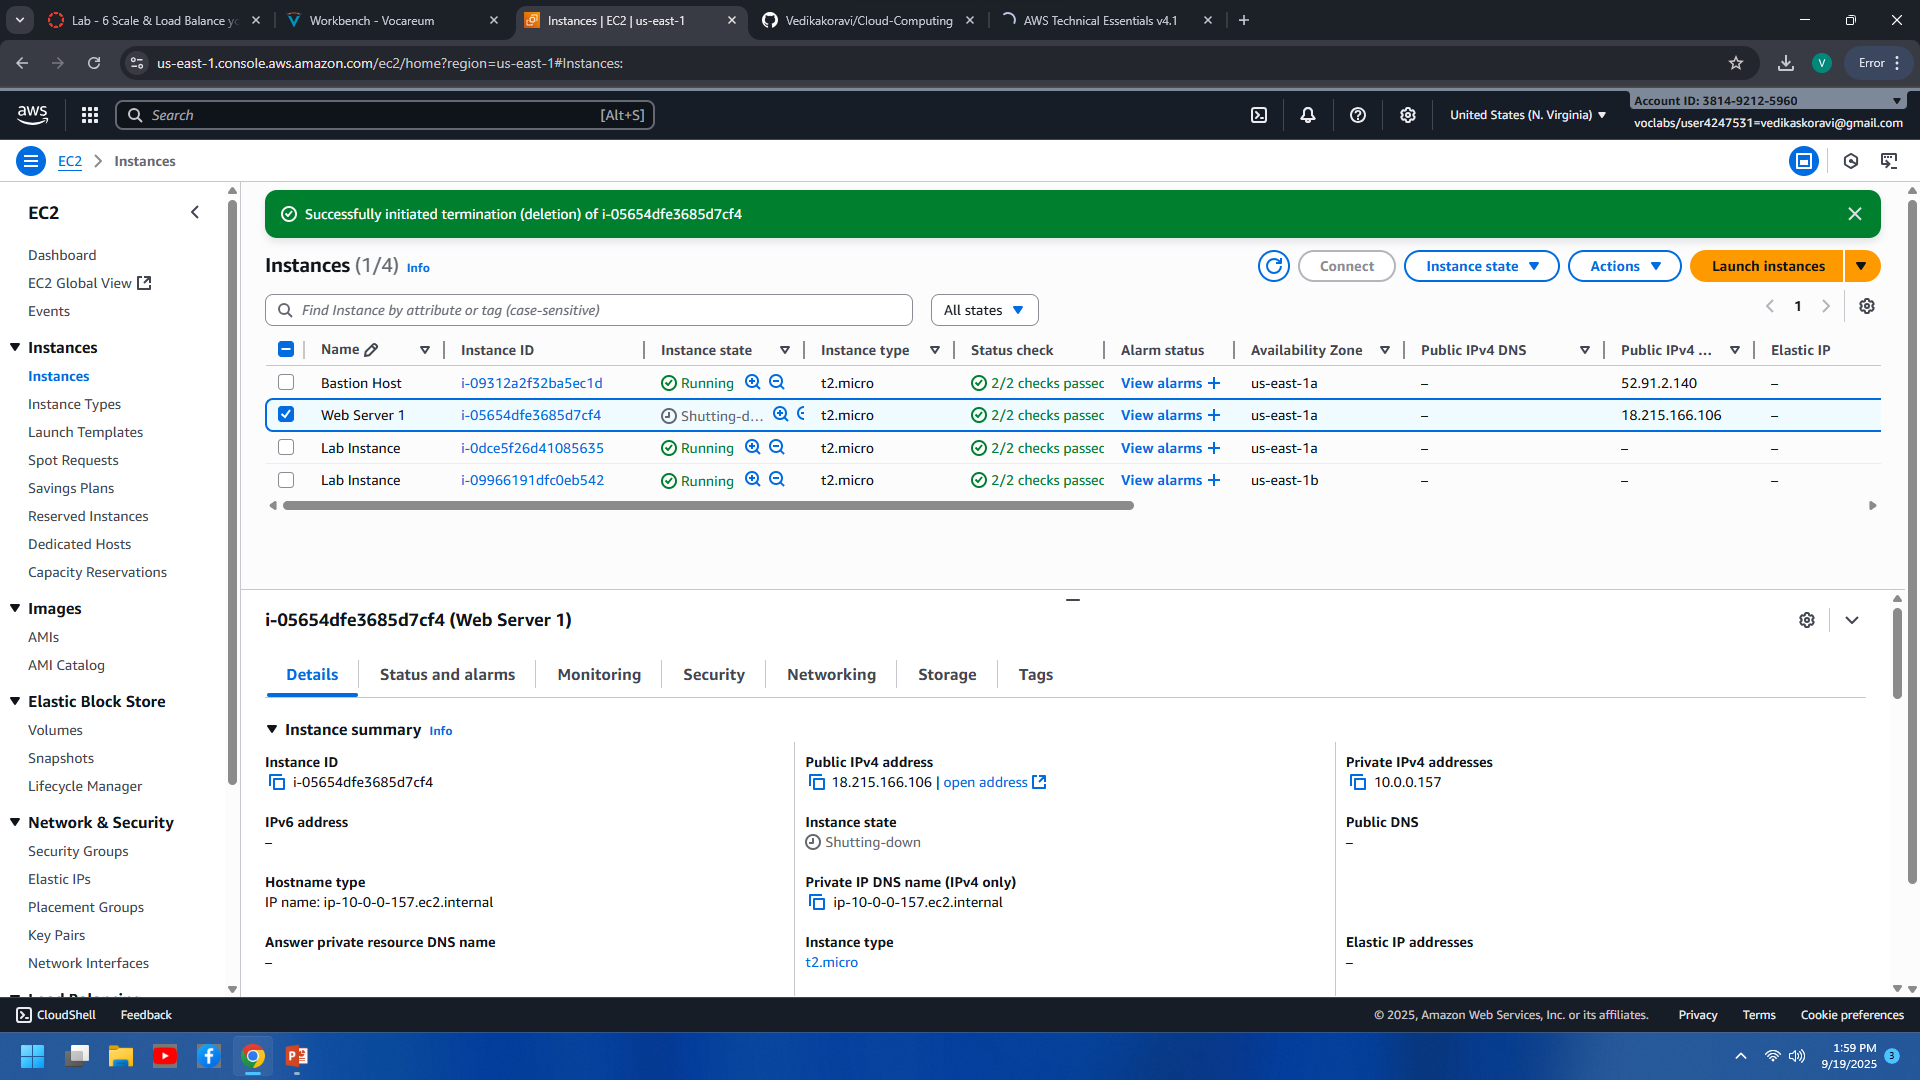 Lab - 6 Scale & Load Balance yo
Workbench - Vocareum
Instances | EC2 | us-east-1
Vedikakoravi/Cloud-Computing
AWS Technical Essentials v4.1
us-east-1.console.aws.amazon.com/ec2/home?region=us-east-1#Instances:
V
Error
aws
Search
[Alt+S]
United States (N. Virginia)
Account ID: 3814-9212-5960
voclabs/user4247531=vedikaskoravi@gmail.com
EC2
Instances
EC2
Dashboard
EC2 Global View
Events
Instances
Instances
Instance Types
Launch Templates
Spot Requests
Savings Plans
Reserved Instances
Dedicated Hosts
Capacity Reservations
Images
AMIs
AMI Catalog
Elastic Block Store
Volumes
Snapshots
Lifecycle Manager
Network & Security
Security Groups
Elastic IPs
Placement Groups
Key Pairs
Network Interfaces
Successfully initiated termination (deletion) of i-05654dfe3685d7cf4
Instances (1/4) Info
Connect
Instance state
Actions
Launch instances
Find Instance by attribute or tag (case-sensitive)
All states
1
Name Instance ID Instance state Instance type Status check Alarm status Availability Zone Public IPv4 DNS Public IPv4 ... Elastic IP
Bastion Host i-09312a2f32ba5ec1d Running t2.micro 2/2 checks passed View alarms + us-east-1a – 52.91.2.140 –
Web Server 1 i-05654dfe3685d7cf4 Shutting-d... t2.micro 2/2 checks passed View alarms + us-east-1a – 18.215.166.106 –
Lab Instance i-0dce5f26d41085635 Running t2.micro 2/2 checks passed View alarms + us-east-1a – – –
Lab Instance i-09966191dfc0eb542 Running t2.micro 2/2 checks passed View alarms + us-east-1b – – –
i-05654dfe3685d7cf4 (Web Server 1)
Details
Status and alarms
Monitoring
Security
Networking
Storage
Tags
Instance summary Info
Instance ID
i-05654dfe3685d7cf4
Public IPv4 address
18.215.166.106 | open address
Private IPv4 addresses
10.0.0.157
IPv6 address
–
Instance state
Shutting-down
Public DNS
–
Hostname type
IP name: ip-10-0-0-157.ec2.internal
Private IP DNS name (IPv4 only)
ip-10-0-0-157.ec2.internal
Answer private resource DNS name
–
Instance type
t2.micro
Elastic IP addresses
–
CloudShell
Feedback
© 2025, Amazon Web Services, Inc. or its affiliates.
Privacy
Terms
Cookie preferences
1:59 PM
9/19/2025
3